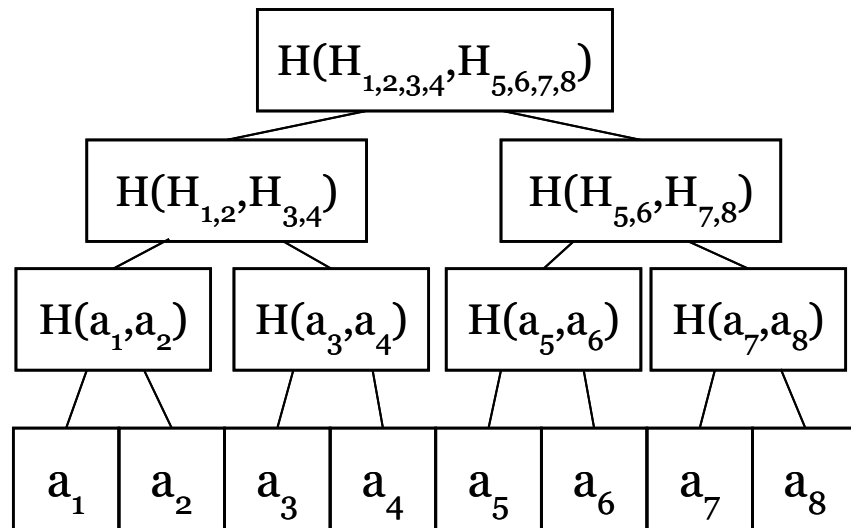 H(H₁,₂,₃,₄,H₅,₆,₇,₈)
H(H₁,₂,H₃,₄)
H(H₅,₆,H₇,₈)
H(a₁,a₂)
H(a₃,a₄)
H(a₅,a₆)
H(a₇,a₈)
a₁
a₂
a₃
a₄
a₅
a₆
a₇
a₈